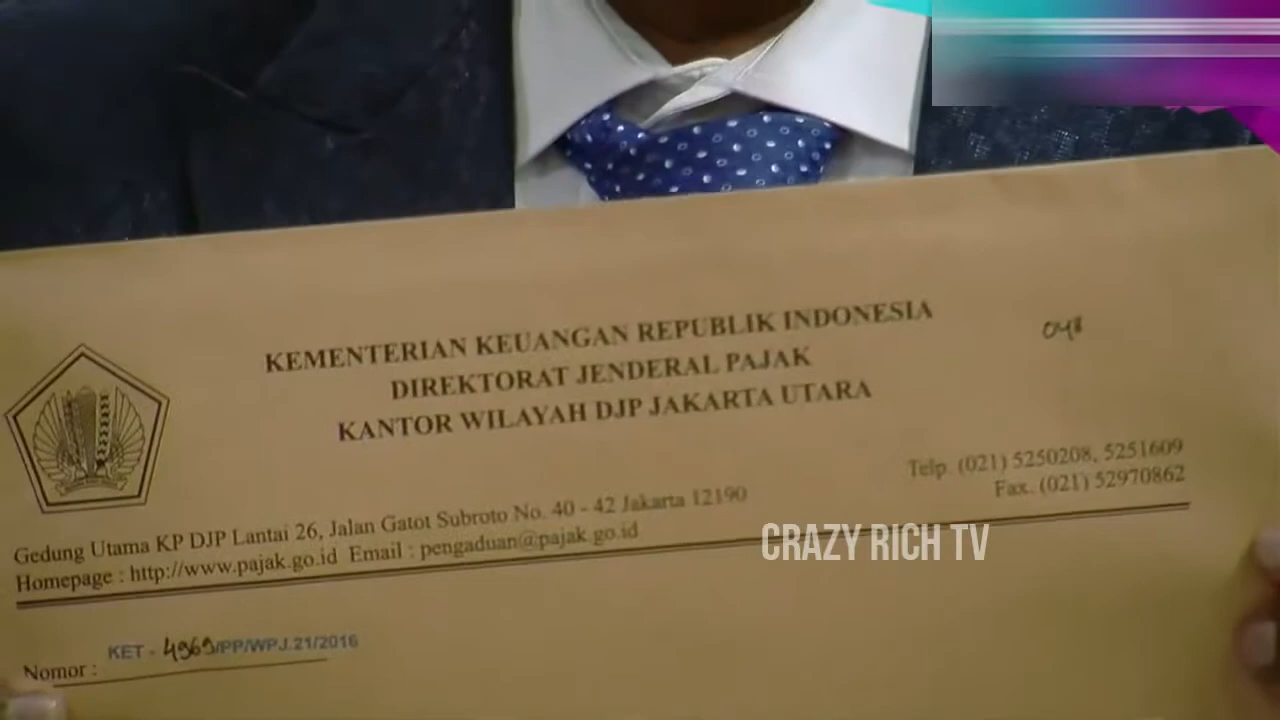 KEMENTERIAN KEUANGAN REPUBLIK INDONESIA
DIREKTORAT JENDERAL PAJAK
KANTOR WILAYAH DJP JAKARTA UTARA
048
Telp. (021) 5250208, 5251609
Fax. (021) 52970862
Gedung Utama KP DJP Lantai 26, Jalan Gatot Subroto No. 40 - 42 Jakarta 12190
Homepage : http://www.pajak.go.id Email : pengaduan@pajak.go.id
CRAZY RICH TV
Nomor : KET - 4969/PP/WPJ.21/2016